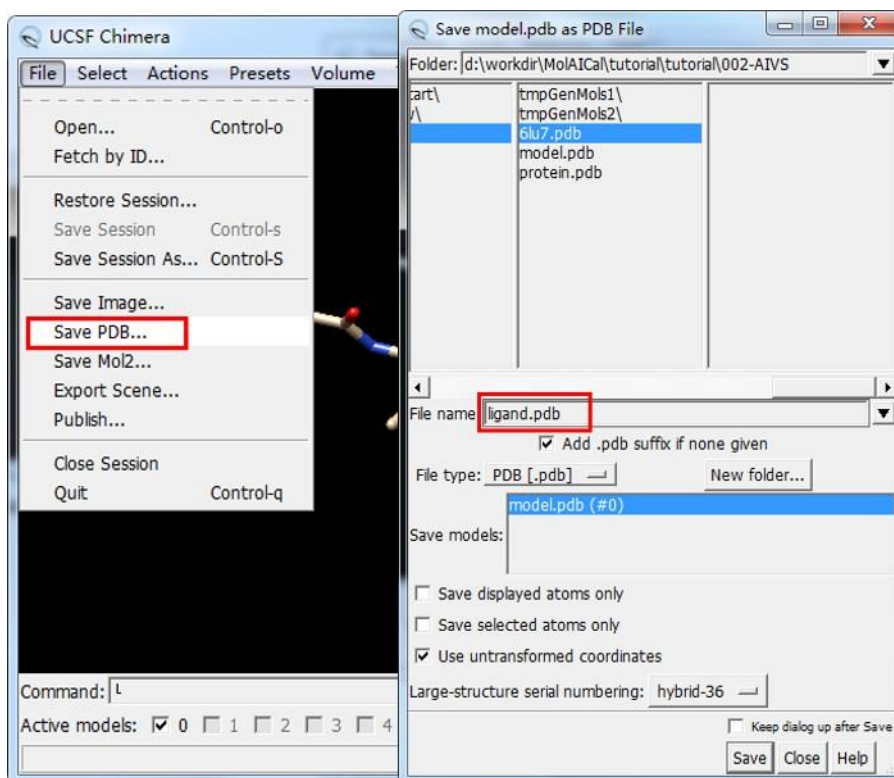 UCSF Chimera
File Select Actions Presets Volume
Open... Control-o
Fetch by ID...
Restore Session...
Save Session Control-s
Save Session As... Control-S
Save Image...
Save PDB...
Save Mol2...
Export Scene...
Publish...
Close Session
Quit Control-q
Command: l
Active models: 0 1 2 3 4
Save model.pdb as PDB File
Folder: d:\workdir\MolAICal\tutorial\tutorial\002-AIVS
tart\ tmpGenMols1\
tmpGenMols2\
6lu7.pdb
model.pdb
protein.pdb
File name: ligand.pdb
Add .pdb suffix if none given
File type: PDB [.pdb] New folder...
model.pdb (#0)
Save models:
Save displayed atoms only
Save selected atoms only
Use untransformed coordinates
Large-structure serial numbering: hybrid-36
Keep dialog up after Save
Save Close Help